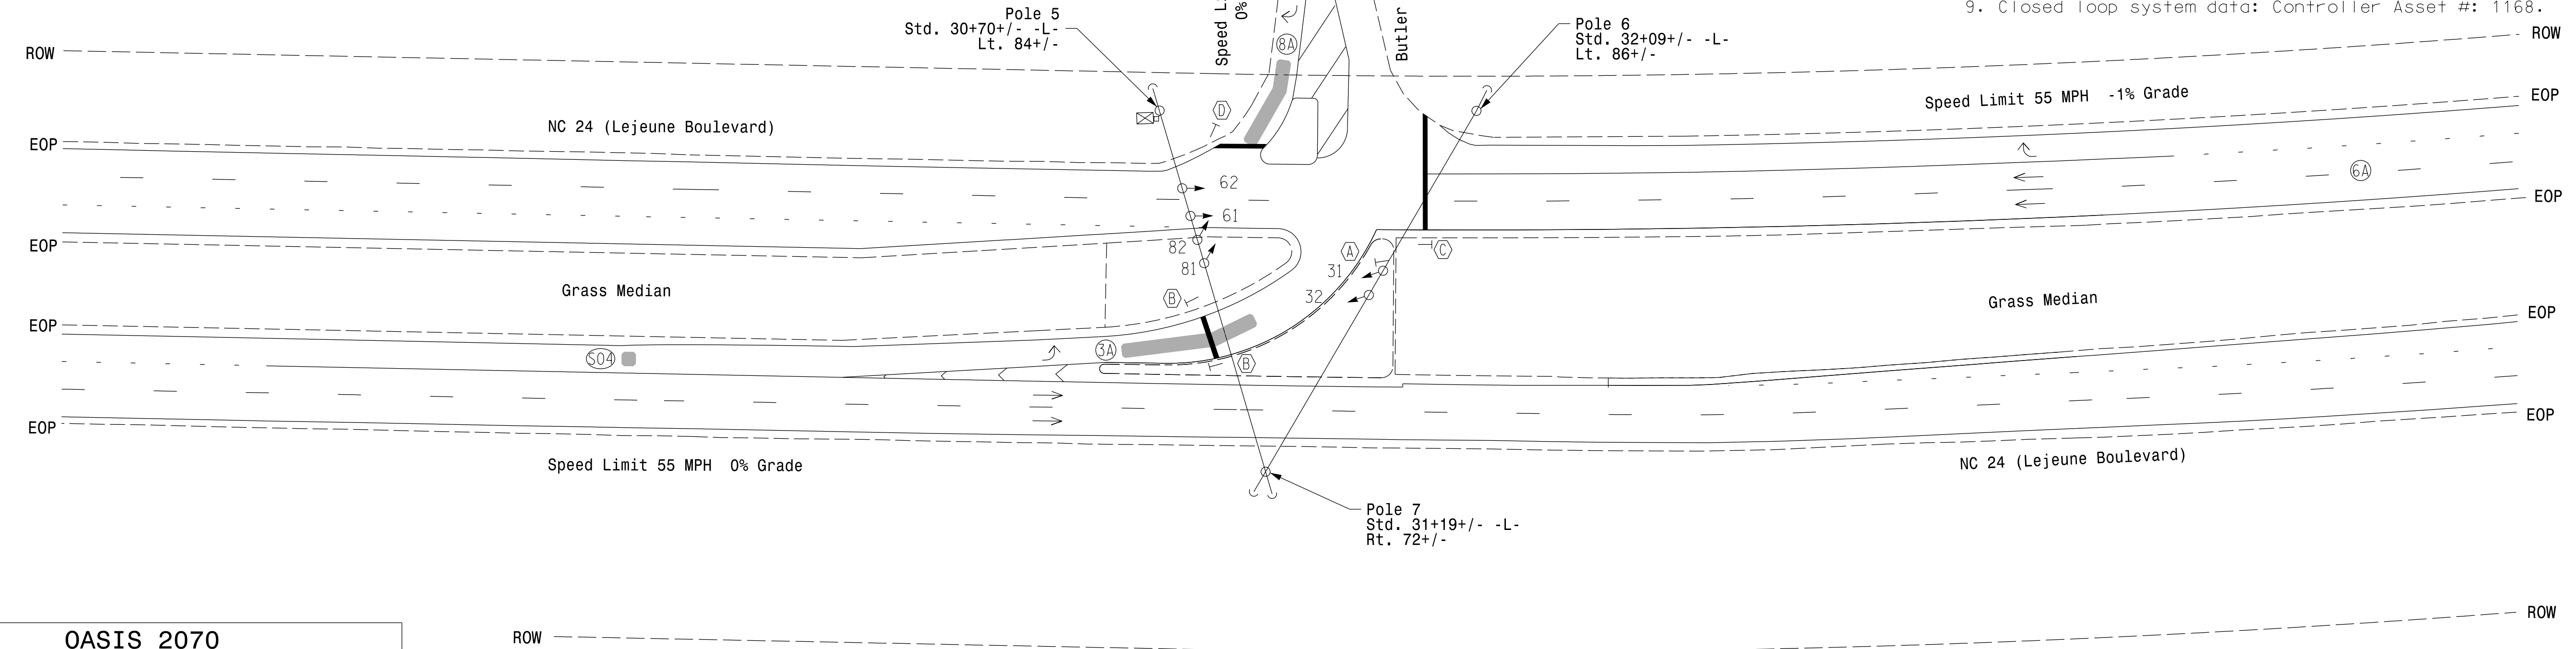 9. Closed loop system data: Controller Asset #: 1168.
Pole 5
Std. 30+70+/- -L-
Lt. 84+/-
Speed L
0%
8A
Butler
Pole 6
Std. 32+09+/- -L-
Lt. 86+/-
ROW
ROW
Speed Limit 55 MPH -1% Grade
EOP
D
NC 24 (Lejeune Boulevard)
EOP
6A
62
EOP
61
EOP
82
A
C
81
31
Grass Median
B
32
Grass Median
EOP
EOP
S04
3A
B
EOP
EOP
Speed Limit 55 MPH 0% Grade
NC 24 (Lejeune Boulevard)
Pole 7
Std. 31+19+/- -L-
Rt. 72+/-
OASIS 2070
ROW
ROW